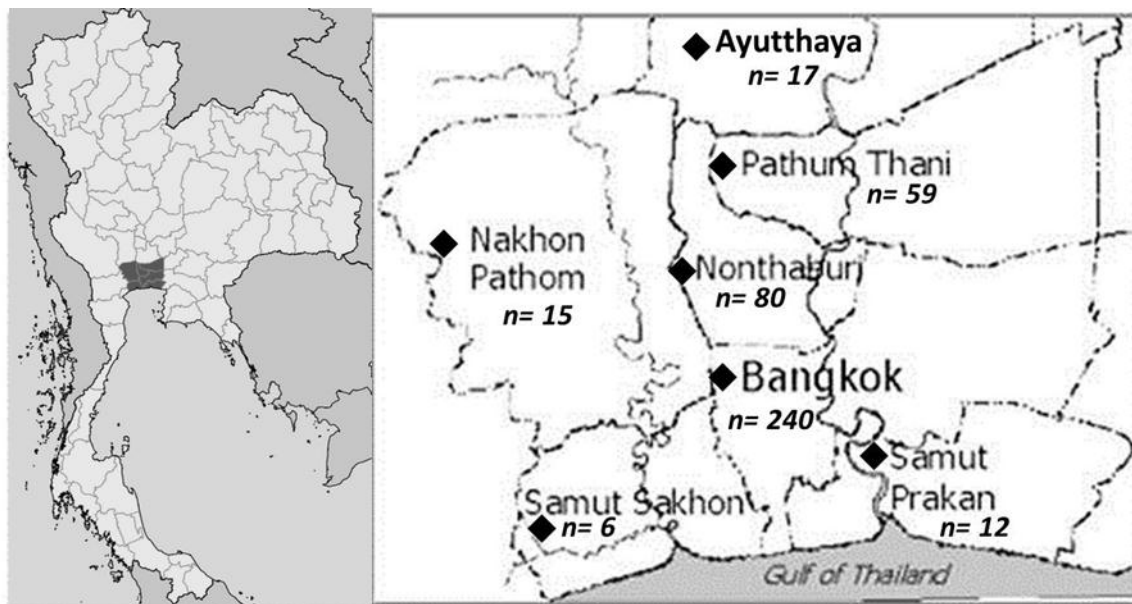 Ayutthaya
n= 17
Pathum Thani
n= 59
Nakhon
Pathom
n= 15
Nonthaburi
n= 80
Bangkok
n= 240
Samut
Prakan
n= 12
Samut Sakhon
n= 6
Gulf of Thailand